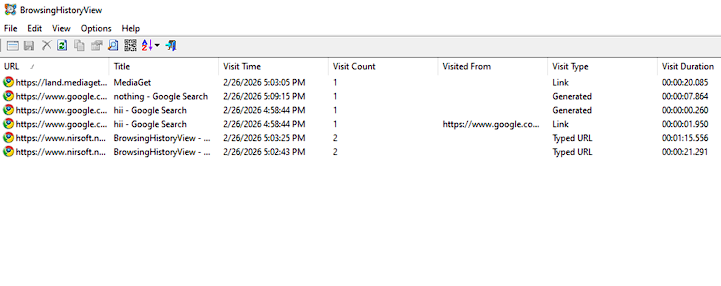 BrowsingHistoryView
File Edit View Options Help
URL / Title Visit Time Visit Count Visited From Visit Type Visit Duration
https://land.mediaget... MediaGet 2/26/2026 5:03:05 PM 1 Link 00:00:20.085
https://www.google.c... nothing - Google Search 2/26/2026 5:09:15 PM 1 Generated 00:00:07.864
https://www.google.c... hii - Google Search 2/26/2026 4:58:44 PM 1 Generated 00:00:00.260
https://www.google.c... hii - Google Search 2/26/2026 4:58:44 PM 1 https://www.google.co... Link 00:00:01.950
https://www.nirsoft.n... BrowsingHistoryView - ... 2/26/2026 5:03:25 PM 2 Typed URL 00:01:15.556
https://www.nirsoft.n... BrowsingHistoryView - ... 2/26/2026 5:02:43 PM 2 Typed URL 00:00:21.291